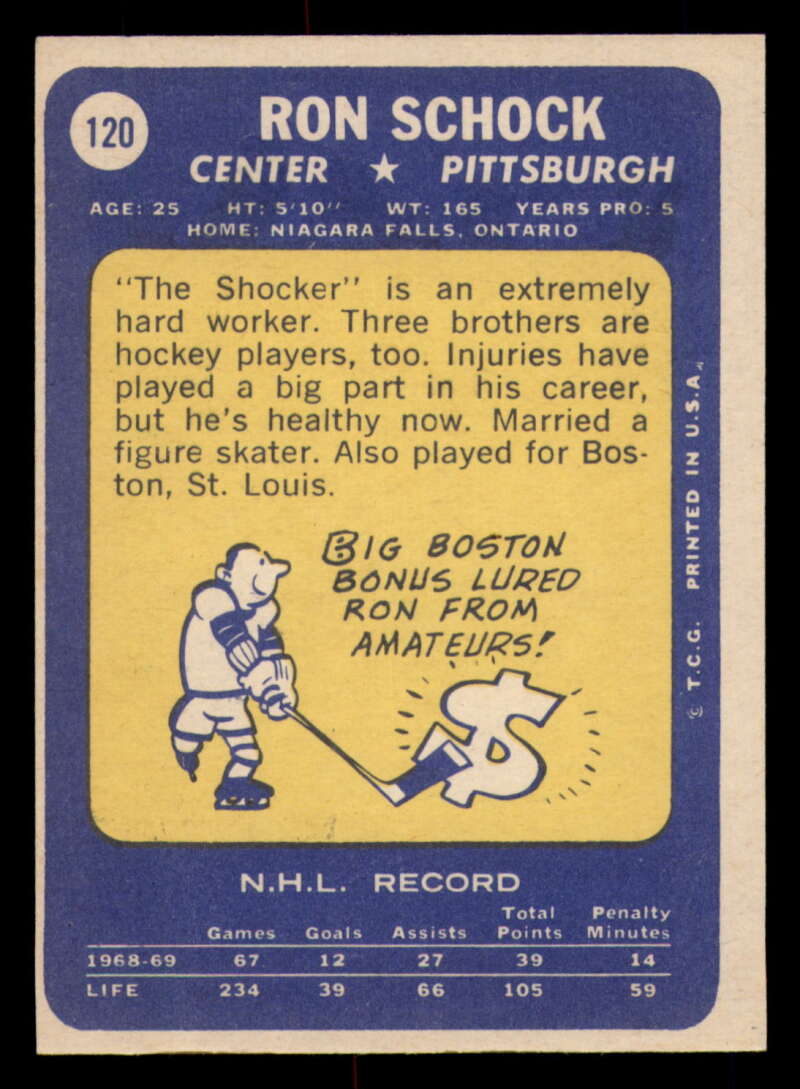 120
RON SCHOCK
CENTER ★ PITTSBURGH
AGE: 25 HT: 5'10" WT: 165 YEARS PRO: 5
HOME: NIAGARA FALLS, ONTARIO
"The Shocker" is an extremely
hard worker. Three brothers are
hockey players, too. Injuries have
played a big part in his career,
but he's healthy now. Married a
figure skater. Also played for Bos-
ton, St. Louis.
BIG BOSTON
BONUS LURED
RON FROM
AMATEURS!
$
© T.C.G. PRINTED IN U.S.A.
N.H.L. RECORD
Games Goals Assists Total Points Penalty Minutes
1968-69 67 12 27 39 14
LIFE 234 39 66 105 59